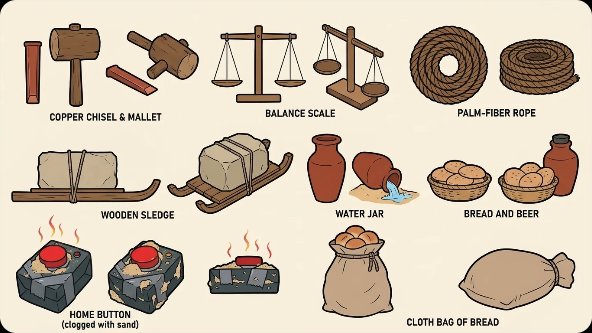 COPPER CHISEL & MALLET
BALANCE SCALE
PALM-FIBER ROPE
WOODEN SLEDGE
WATER JAR
BREAD AND BEER
HOME BUTTON
(clogged with sand)
CLOTH BAG OF BREAD